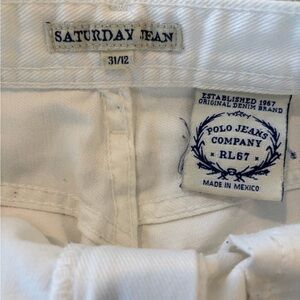 SATURDAY JEAN
31/12
ESTABLISHED 1967
ORIGINAL DENIM BRAND
POLO JEANS
COMPANY
RL67
MADE IN MEXICO